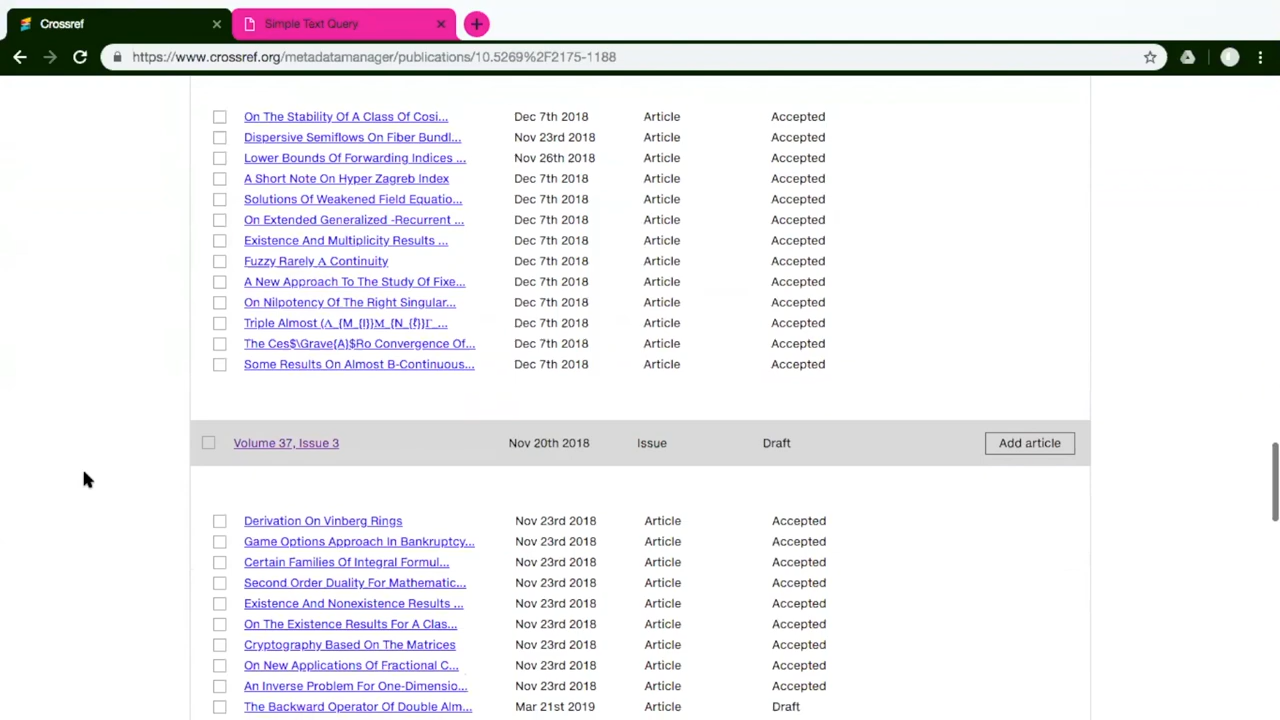 Crossref
Simple Text Query
https://www.crossref.org/metadatamanager/publications/10.5269%2F2175-1188
On The Stability Of A Class Of Cosi... Dec 7th 2018 Article Accepted
Dispersive Semiflows On Fiber Bundl... Nov 23rd 2018 Article Accepted
Lower Bounds Of Forwarding Indices ... Nov 26th 2018 Article Accepted
A Short Note On Hyper Zagreb Index Dec 7th 2018 Article Accepted
Solutions Of Weakened Field Equatio... Dec 7th 2018 Article Accepted
On Extended Generalized -Recurrent ... Dec 7th 2018 Article Accepted
Existence And Multiplicity Results ... Dec 7th 2018 Article Accepted
Fuzzy Rarely Δ Continuity Dec 7th 2018 Article Accepted
A New Approach To The Study Of Fixe... Dec 7th 2018 Article Accepted
On Nilpotency Of The Right Singular... Dec 7th 2018 Article Accepted
Triple Almost Dec 7th 2018 Article Accepted
The Ces$\Grave{A}$Ro Convergence Of... Dec 7th 2018 Article Accepted
Some Results On Almost B-Continuous... Dec 7th 2018 Article Accepted
Volume 37, Issue 3 Nov 20th 2018 Issue Draft Add article
Derivation On Vinberg Rings Nov 23rd 2018 Article Accepted
Game Options Approach In Bankruptcy... Nov 23rd 2018 Article Accepted
Certain Families Of Integral Formul... Nov 23rd 2018 Article Accepted
Second Order Duality For Mathematic... Nov 23rd 2018 Article Accepted
Existence And Nonexistence Results ... Nov 23rd 2018 Article Accepted
On The Existence Results For A Clas... Nov 23rd 2018 Article Accepted
Cryptography Based On The Matrices Nov 23rd 2018 Article Accepted
On New Applications Of Fractional C... Nov 23rd 2018 Article Accepted
An Inverse Problem For One-Dimensio... Nov 23rd 2018 Article Accepted
The Backward Operator Of Double Alm... Mar 21st 2019 Article Draft